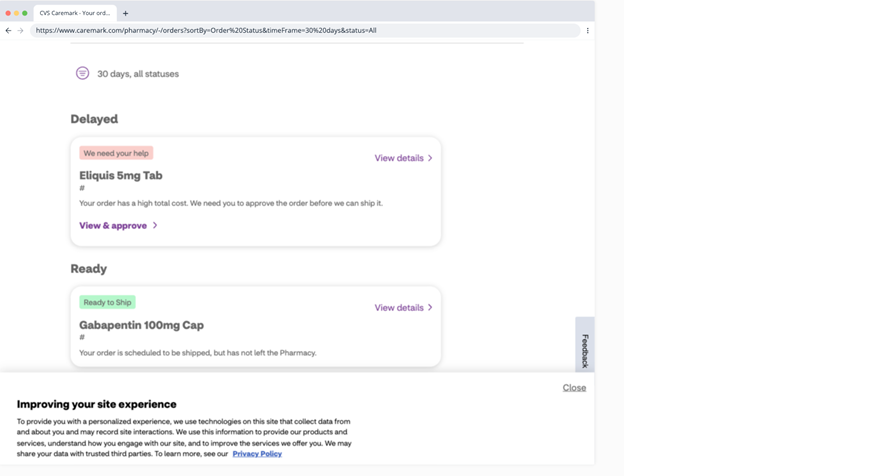 CVS Caremark - Your ord...
https://www.caremark.com/pharmacy/-/orders?sortBy=Order%20Status&timeFrame=30%20days&status=All
30 days, all statuses
Delayed
We need your help
View details
Eliquis 5mg Tab
#
Your order has a high total cost. We need you to approve the order before we can ship it.
View & approve
Ready
Ready to Ship
View details
Gabapentin 100mg Cap
#
Your order is scheduled to be shipped, but has not left the Pharmacy.
Feedback
Close
Improving your site experience
To provide you with a personalized experience, we use technologies on this site that collect data from
and about you and may record site interactions. We use this information to provide our products and
services, understand how you engage with our site, and to improve the services we offer you. We may
share your data with trusted third parties. To learn more, see our Privacy Policy